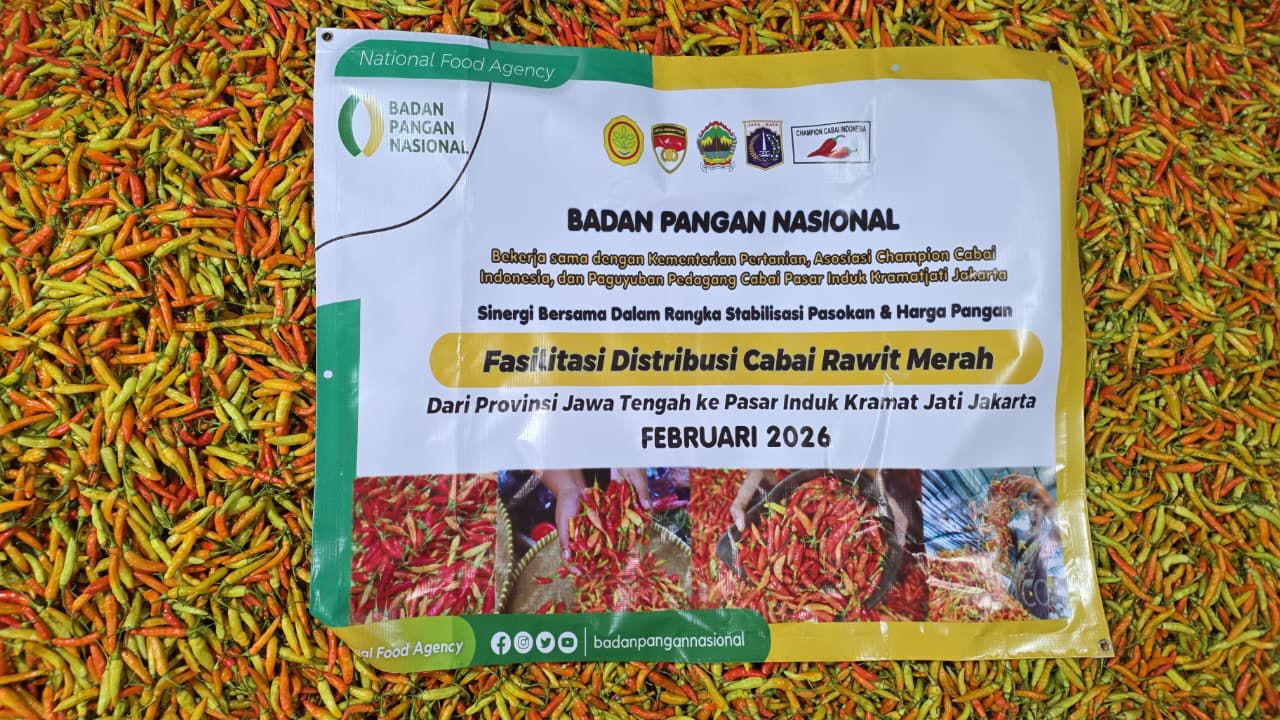 National Food Agency
BADAN
PANGAN
NASIONAL
JAYA RAYA
CHAMPION CABAI INDONESIA
BADAN PANGAN NASIONAL
Bekerja sama dengan Kementerian Pertanian, Asosiasi Champion Cabai
Indonesia, dan Paguyuban Pedagang Cabai Pasar Induk Kramatjati Jakarta
Sinergi Bersama Dalam Rangka Stabilisasi Pasokan & Harga Pangan
Fasilitasi Distribusi Cabai Rawit Merah
Dari Provinsi Jawa Tengah ke Pasar Induk Kramat Jati Jakarta
FEBRUARI 2026
Food Agency
badanpangannasional